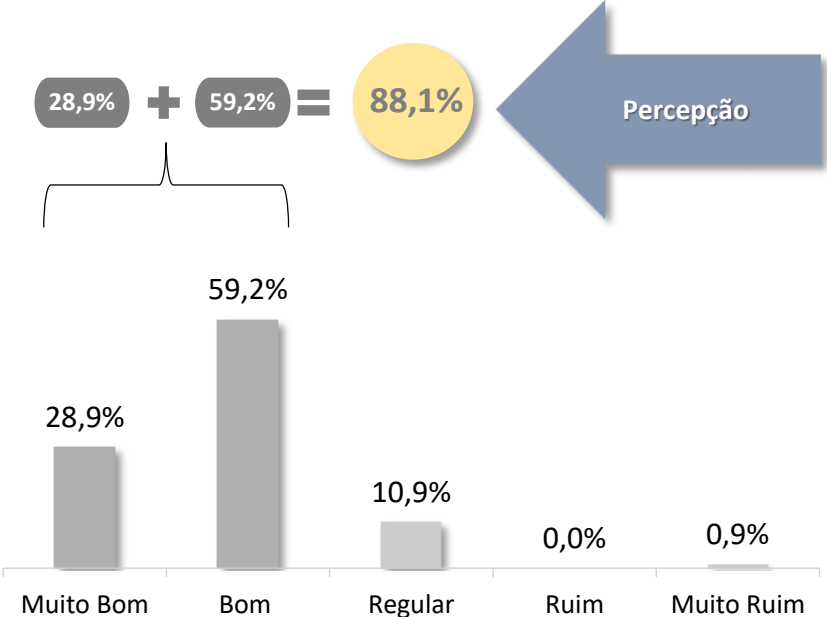 28,9% + 59,2% = 88,1%
Percepção
59,2%
28,9%
10,9%
0,0%
0,9%
Muito Bom
Bom
Regular
Ruim
Muito Ruim